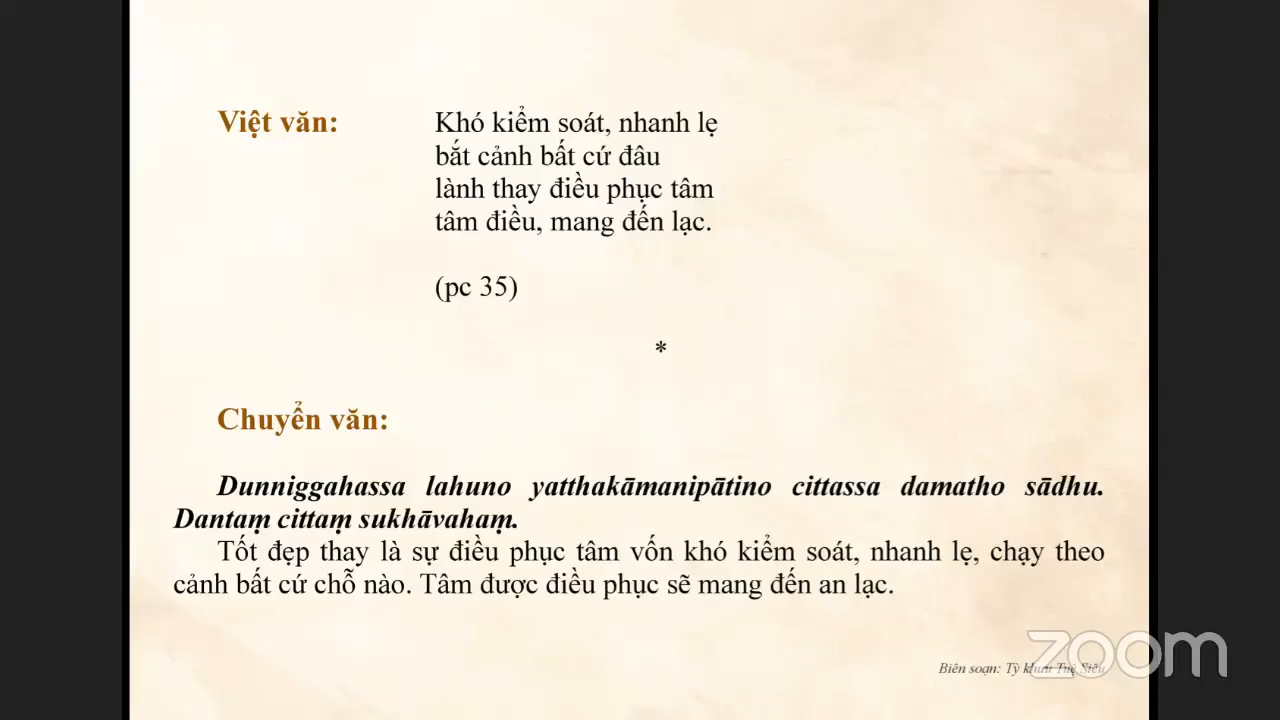 Việt văn: Khó kiểm soát, nhanh lẹ
bắt cảnh bất cứ đâu
lành thay điều phục tâm
tâm điều, mang đến lạc.
(pc 35)
*
Chuyển văn:
Dunniggahassa lahuno yatthakāmanipātino cittassa damatho sādhu.
Dantaṃ cittaṃ sukhāvahaṃ.
Tốt đẹp thay là sự điều phục tâm vốn khó kiểm soát, nhanh lẹ, chạy theo
cảnh bất cứ chỗ nào. Tâm được điều phục sẽ mang đến an lạc.
Biên soạn: Tỳ khưu Tuệ Siêu
zoom